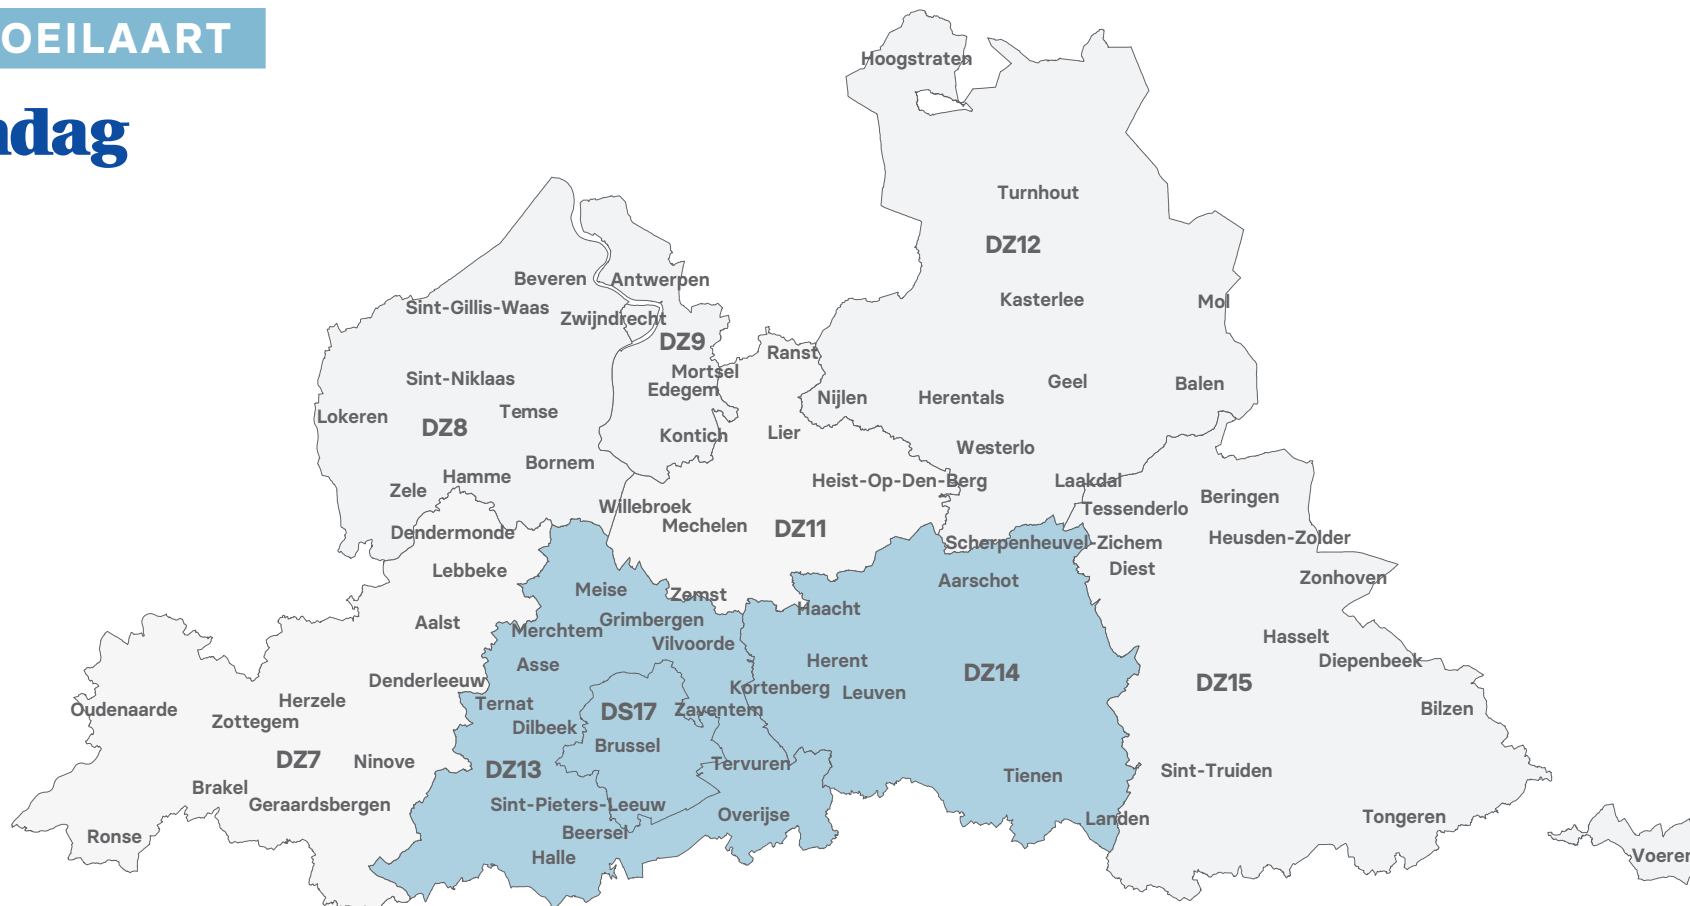 OEILAART
ndag
Hoogstraten
Turnhout
DZ12
Kasterlee
Mol
Beveren
Antwerpen
Sint-Gillis-Waas
Zwijndrecht
DZ9
Ranst
Mortsel
Edegem
Sint-Niklaas
Geel
Balen
Nijlen
Herentals
Lokeren
Temse
DZ8
Kontich
Lier
Westerlo
Bornem
Hamme
Zele
Heist-Op-Den-Berg
Laakdal
Beringen
Willebroek
Tessenderlo
Mechelen
DZ11
Dendermonde
Scherpenheuvel-Zichem
Heusden-Zolder
Lebbeke
Diest
Zonhoven
Aarschot
Meise
Zemst
Haacht
Aalst
Grimbergen
Merchtem
Vilvoorde
Hasselt
Asse
Herent
Diepenbeek
DZ14
DZ15
Denderleeuw
Kortenberg
Leuven
Herzele
Ternat
Oudenaarde
DS17
Zaventem
Bilzen
Zottegem
Dilbeek
Brussel
DZ7
Ninove
DZ13
Tervuren
Sint-Truiden
Tienen
Brakel
Geraardsbergen
Sint-Pieters-Leeuw
Overijse
Landen
Tongeren
Ronse
Beersel
Halle
Voerer